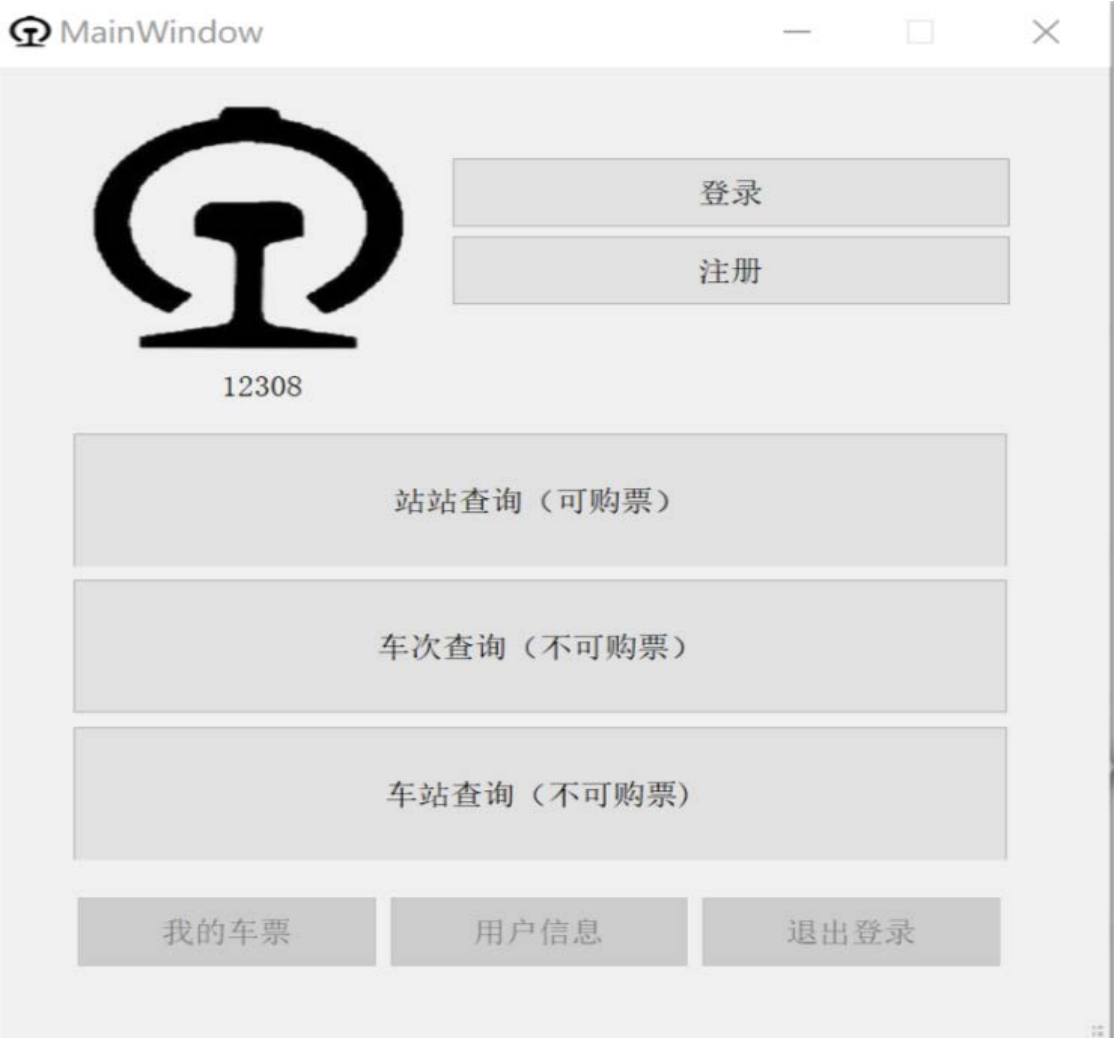 MainWindow
登录
注册
12308
站站查询（可购票）
车次查询（不可购票）
车站查询（不可购票)
我的车票 用户信息 退出登录